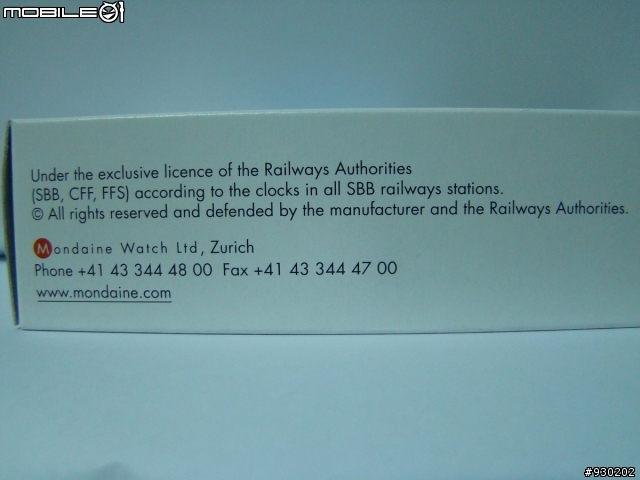 MOBILE01
Under the exclusive licence of the Railways Authorities
(SBB, CFF, FFS) according to the clocks in all SBB railways stations.
© All rights reserved and defended by the manufacturer and the Railways Authorities.
Mondaine Watch Ltd, Zurich
Phone +41 43 344 48 00 Fax +41 43 344 47 00
www.mondaine.com
#930202